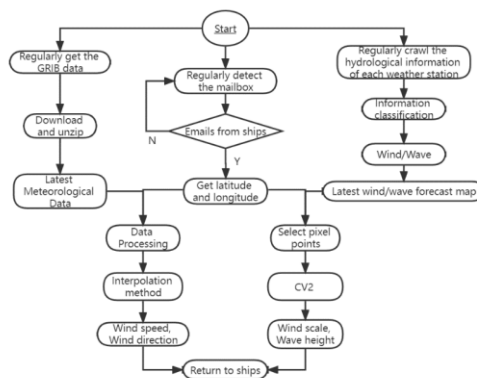 Start
Regularly get the
GRIB data
Regularly detect
the mailbox
Regularly crawl the
hydrological information
of each weather station
Download
and unzip
N
Emails from ships
Information
classification
Y
Wind/Wave
Latest
Meteorological
Data
Get latitude
and longitude
Latest wind/wave forecast map
Data
Processing
Select pixel
points
Interpolation
method
CV2
Wind speed,
Wind direction
Wind scale,
Wave height
Return to ships